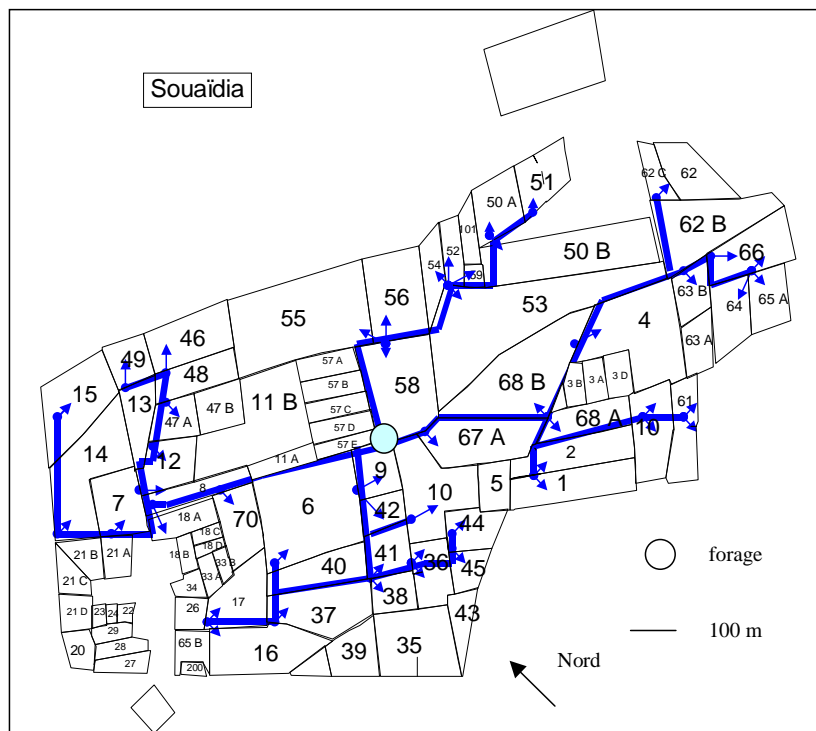 Souaïdia
51
62 C
62
50 A
101
62 B
52
50 B
66
54
59
56
53
63 B
64
65 A
55
4
46
49
48
63 A
57 A
58
15
57 B
3 B
3 A
3 D
68 B
13
47 B
11 B
57 C
61
47 A
57 D
67 A
68 A
10
14
12
57 E
2
11 A
9
7
8
6
10
5
1
42
18 A
70
44
18 C
18 D
21 B
21 A
18 B
33 B
41
36
forage
33 A
40
45
21 C
34
38
17
26
37
43
21 D
23
24
22
29
100 m
65 B
28
20
16
39
35
27
200
Nord